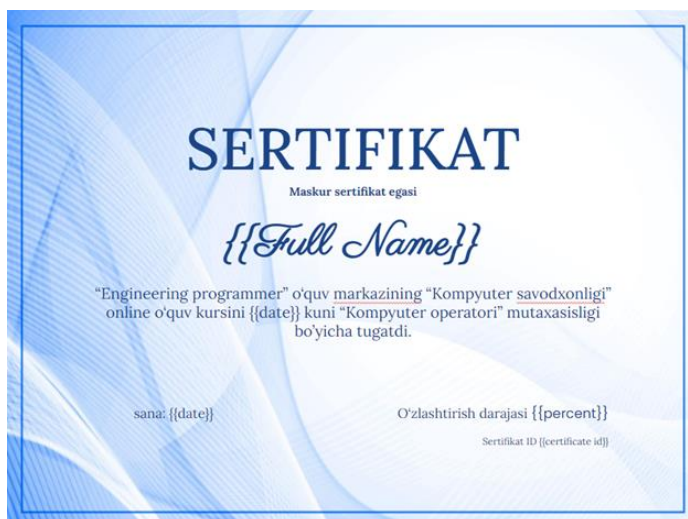 SERTIFIKAT
Maskur sertifikat egasi
{{Full Name}}
“Engineering programmer” o‘quv markazining “Kompyuter savodxonligi”
online o‘quv kursini {{date}} kuni “Kompyuter operatori” mutaxasisligi
bo’yicha tugatdi.
sana: {{date}}
O‘zlashtirish darajasi {{percent}}
Sertifikat ID {{certificate id}}